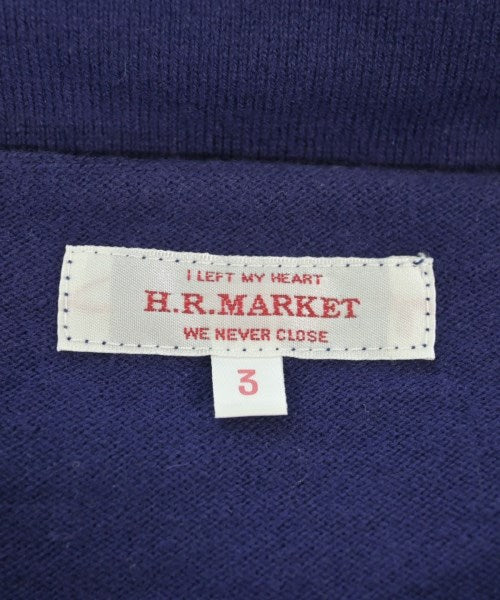 I LEFT MY HEART
H.R.MARKET
WE NEVER CLOSE
3